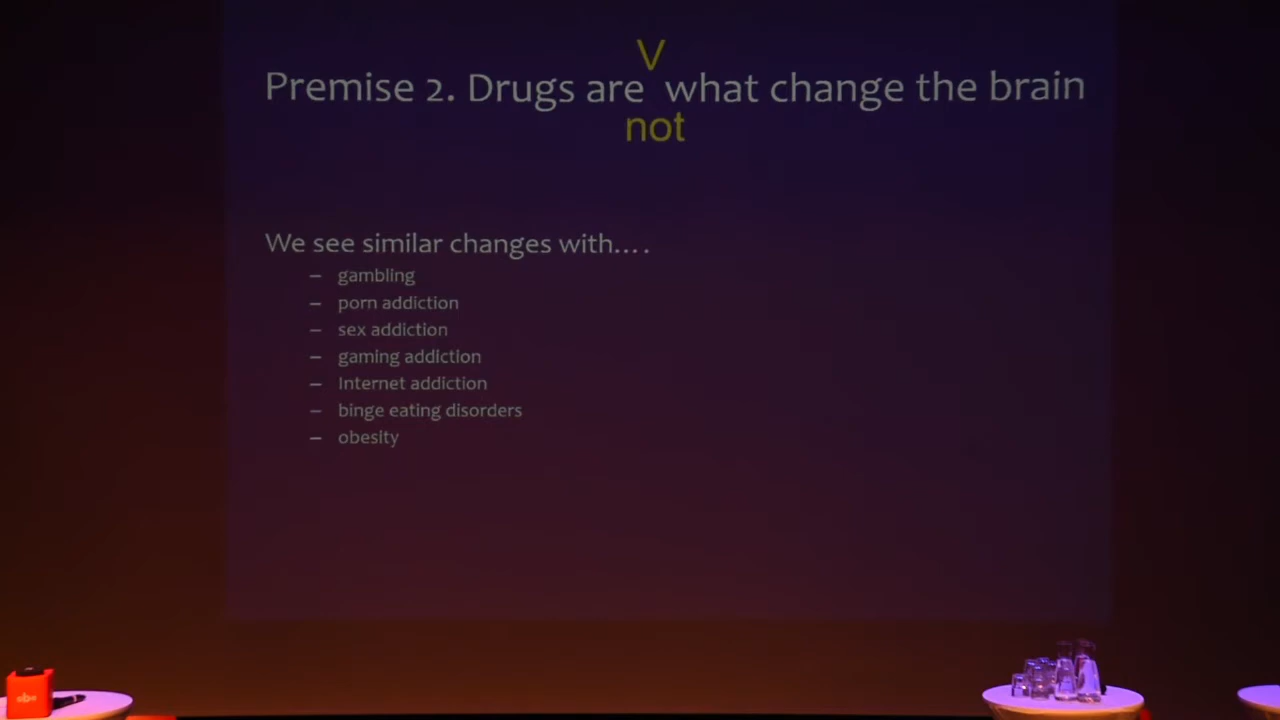 V
Premise 2. Drugs are what change the brain
not
We see similar changes with....
– gambling
– porn addiction
– sex addiction
– gaming addiction
– Internet addiction
– binge eating disorders
– obesity